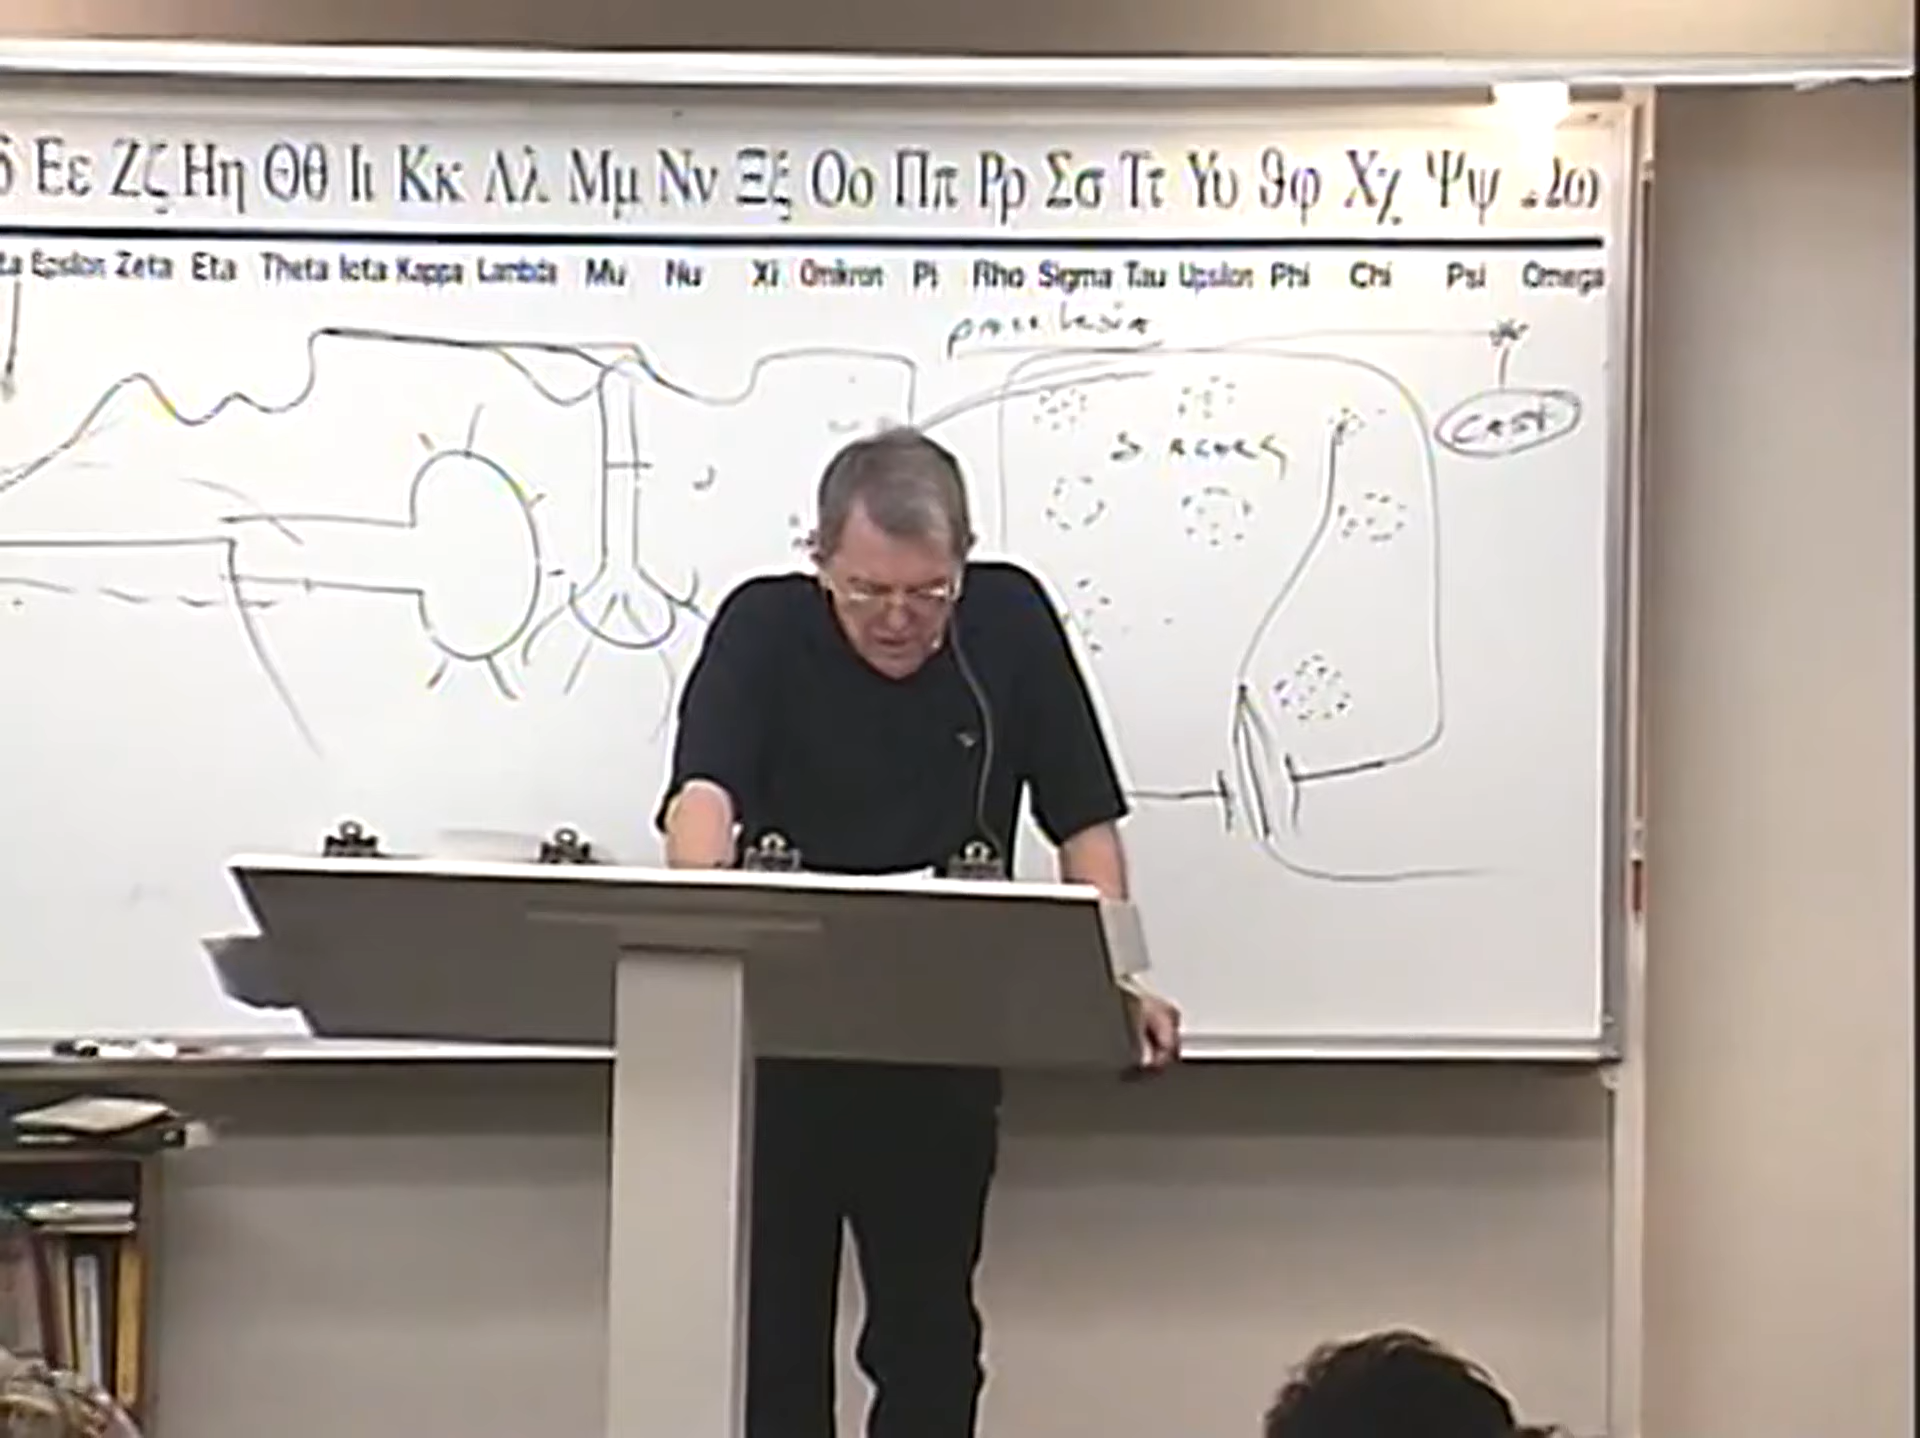 Εε Ζζ Ηη Θθ Ιι Κκ Λλ Μμ Νν Ξξ Οο Ππ Ρρ Σσ Ττ Υυ ϑφ Χχ Ψψ Ωω
Epsilon Zeta Eta Theta Iota Kappa Lambda Mu Nu Xi Omikron Pi Rho Sigma Tau Upsilon Phi Chi Psi Omega
EAST